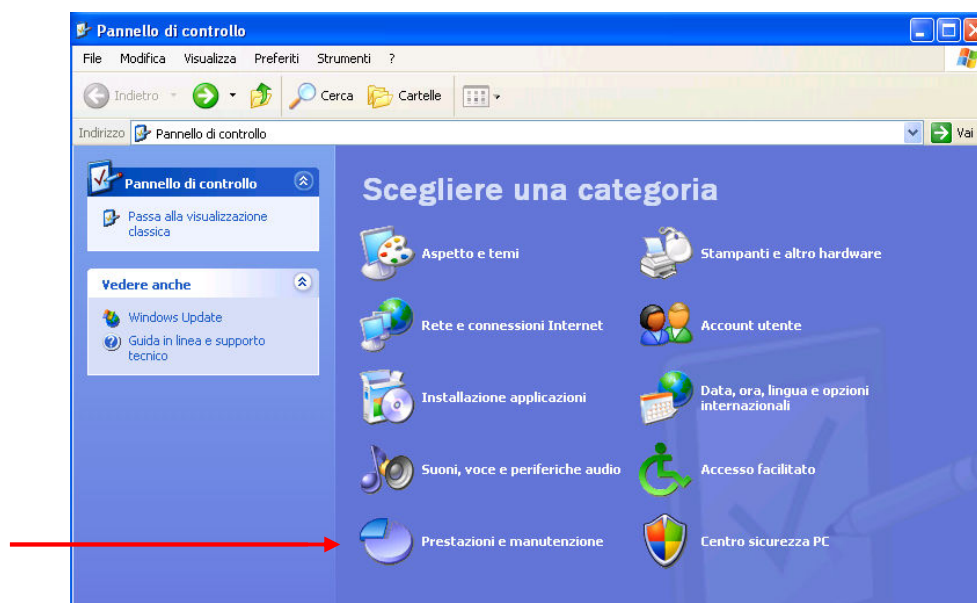 Pannello di controllo
File Modifica Visualizza Preferiti Strumenti ?
Indietro Cerca Cartelle
Indirizzo Pannello di controllo Vai
Pannello di controllo
Passa alla visualizzazione
classica
Vedere anche
Windows Update
Guida in linea e supporto
tecnico
Scegliere una categoria
Aspetto e temi
Stampanti e altro hardware
Rete e connessioni Internet
Account utente
Installazione applicazioni
Data, ora, lingua e opzioni
internazionali
Suoni, voce e periferiche audio
Accesso facilitato
Prestazioni e manutenzione
Centro sicurezza PC